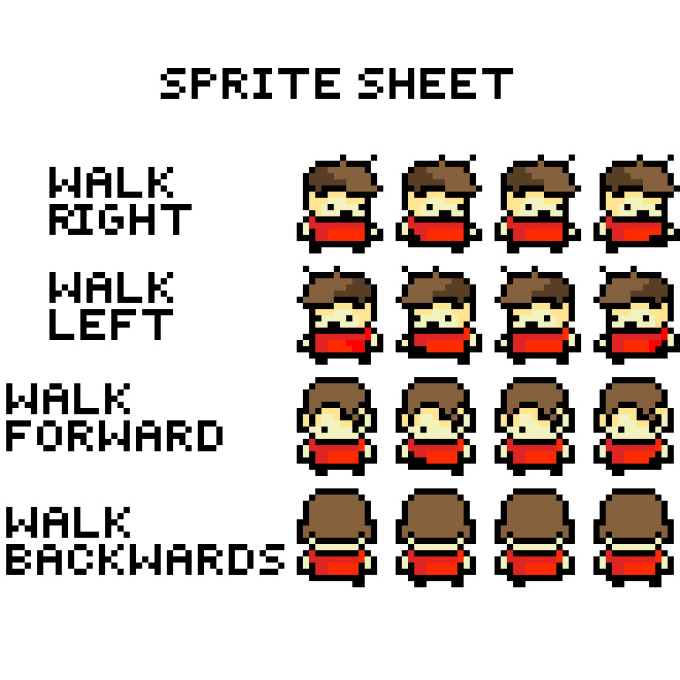 SPRITE SHEET
WALK
RIGHT
WALK
LEFT
WALK
FORWARD
WALK
BACKWARDS